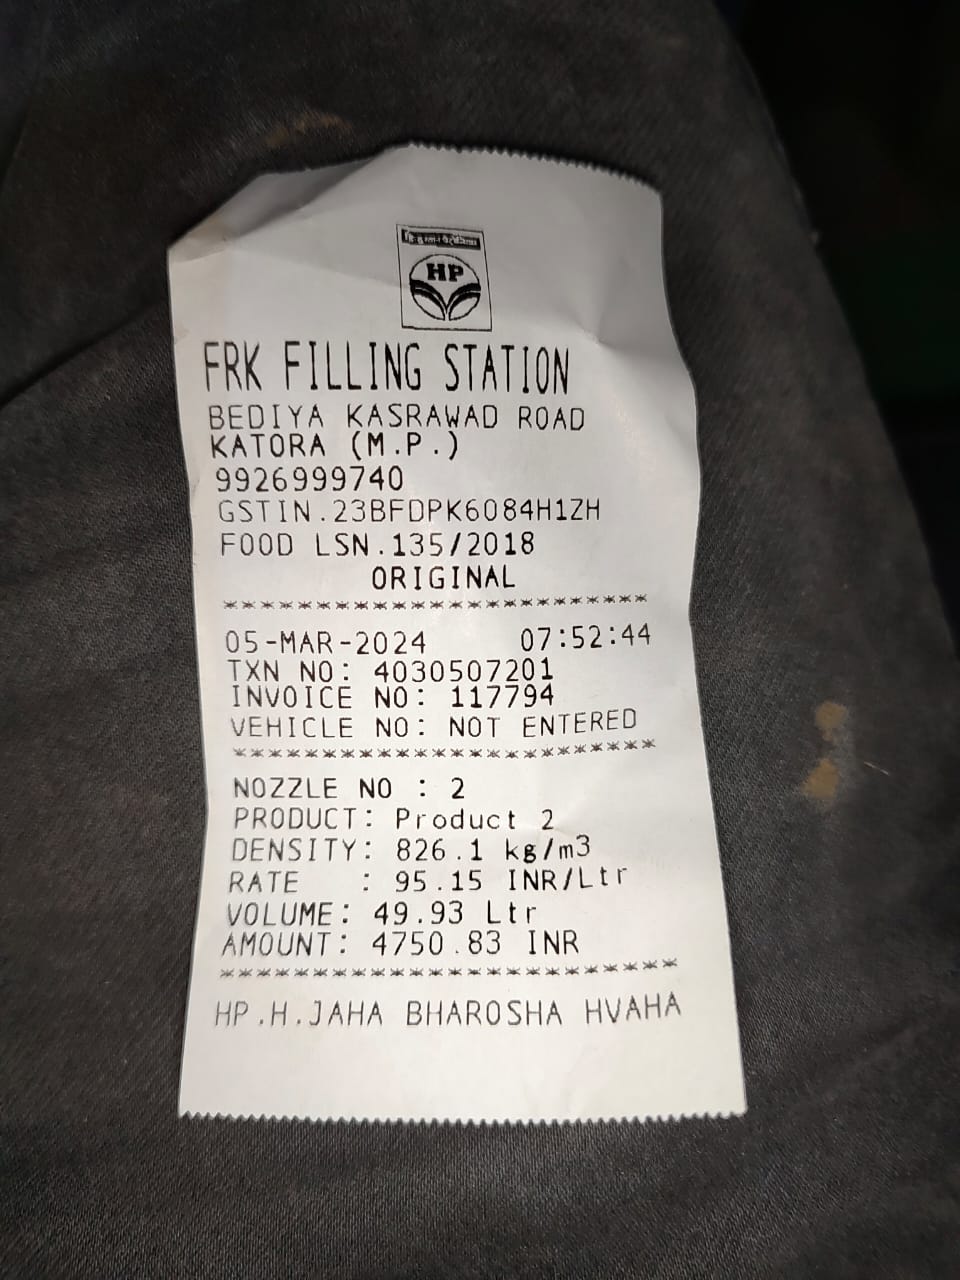 हिन्दुस्तान पेट्रोलियम
HP
FRK FILLING STATION
BEDIYA KASRAWAD ROAD
KATORA (M.P.)
9926999740
GSTIN.23BFDPK6084H1ZH
FOOD LSN.135/2018
ORIGINAL
************************
05-MAR-2024 07:52:44
TXN NO: 4030507201
INVOICE NO: 117794
VEHICLE NO: NOT ENTERED
************************
NOZZLE NO : 2
PRODUCT: Product 2
DENSITY: 826.1 kg/m3
RATE : 95.15 INR/Ltr
VOLUME: 49.93 Ltr
AMOUNT: 4750.83 INR
************************
HP.H.JAHA BHAROSHA HVAHA